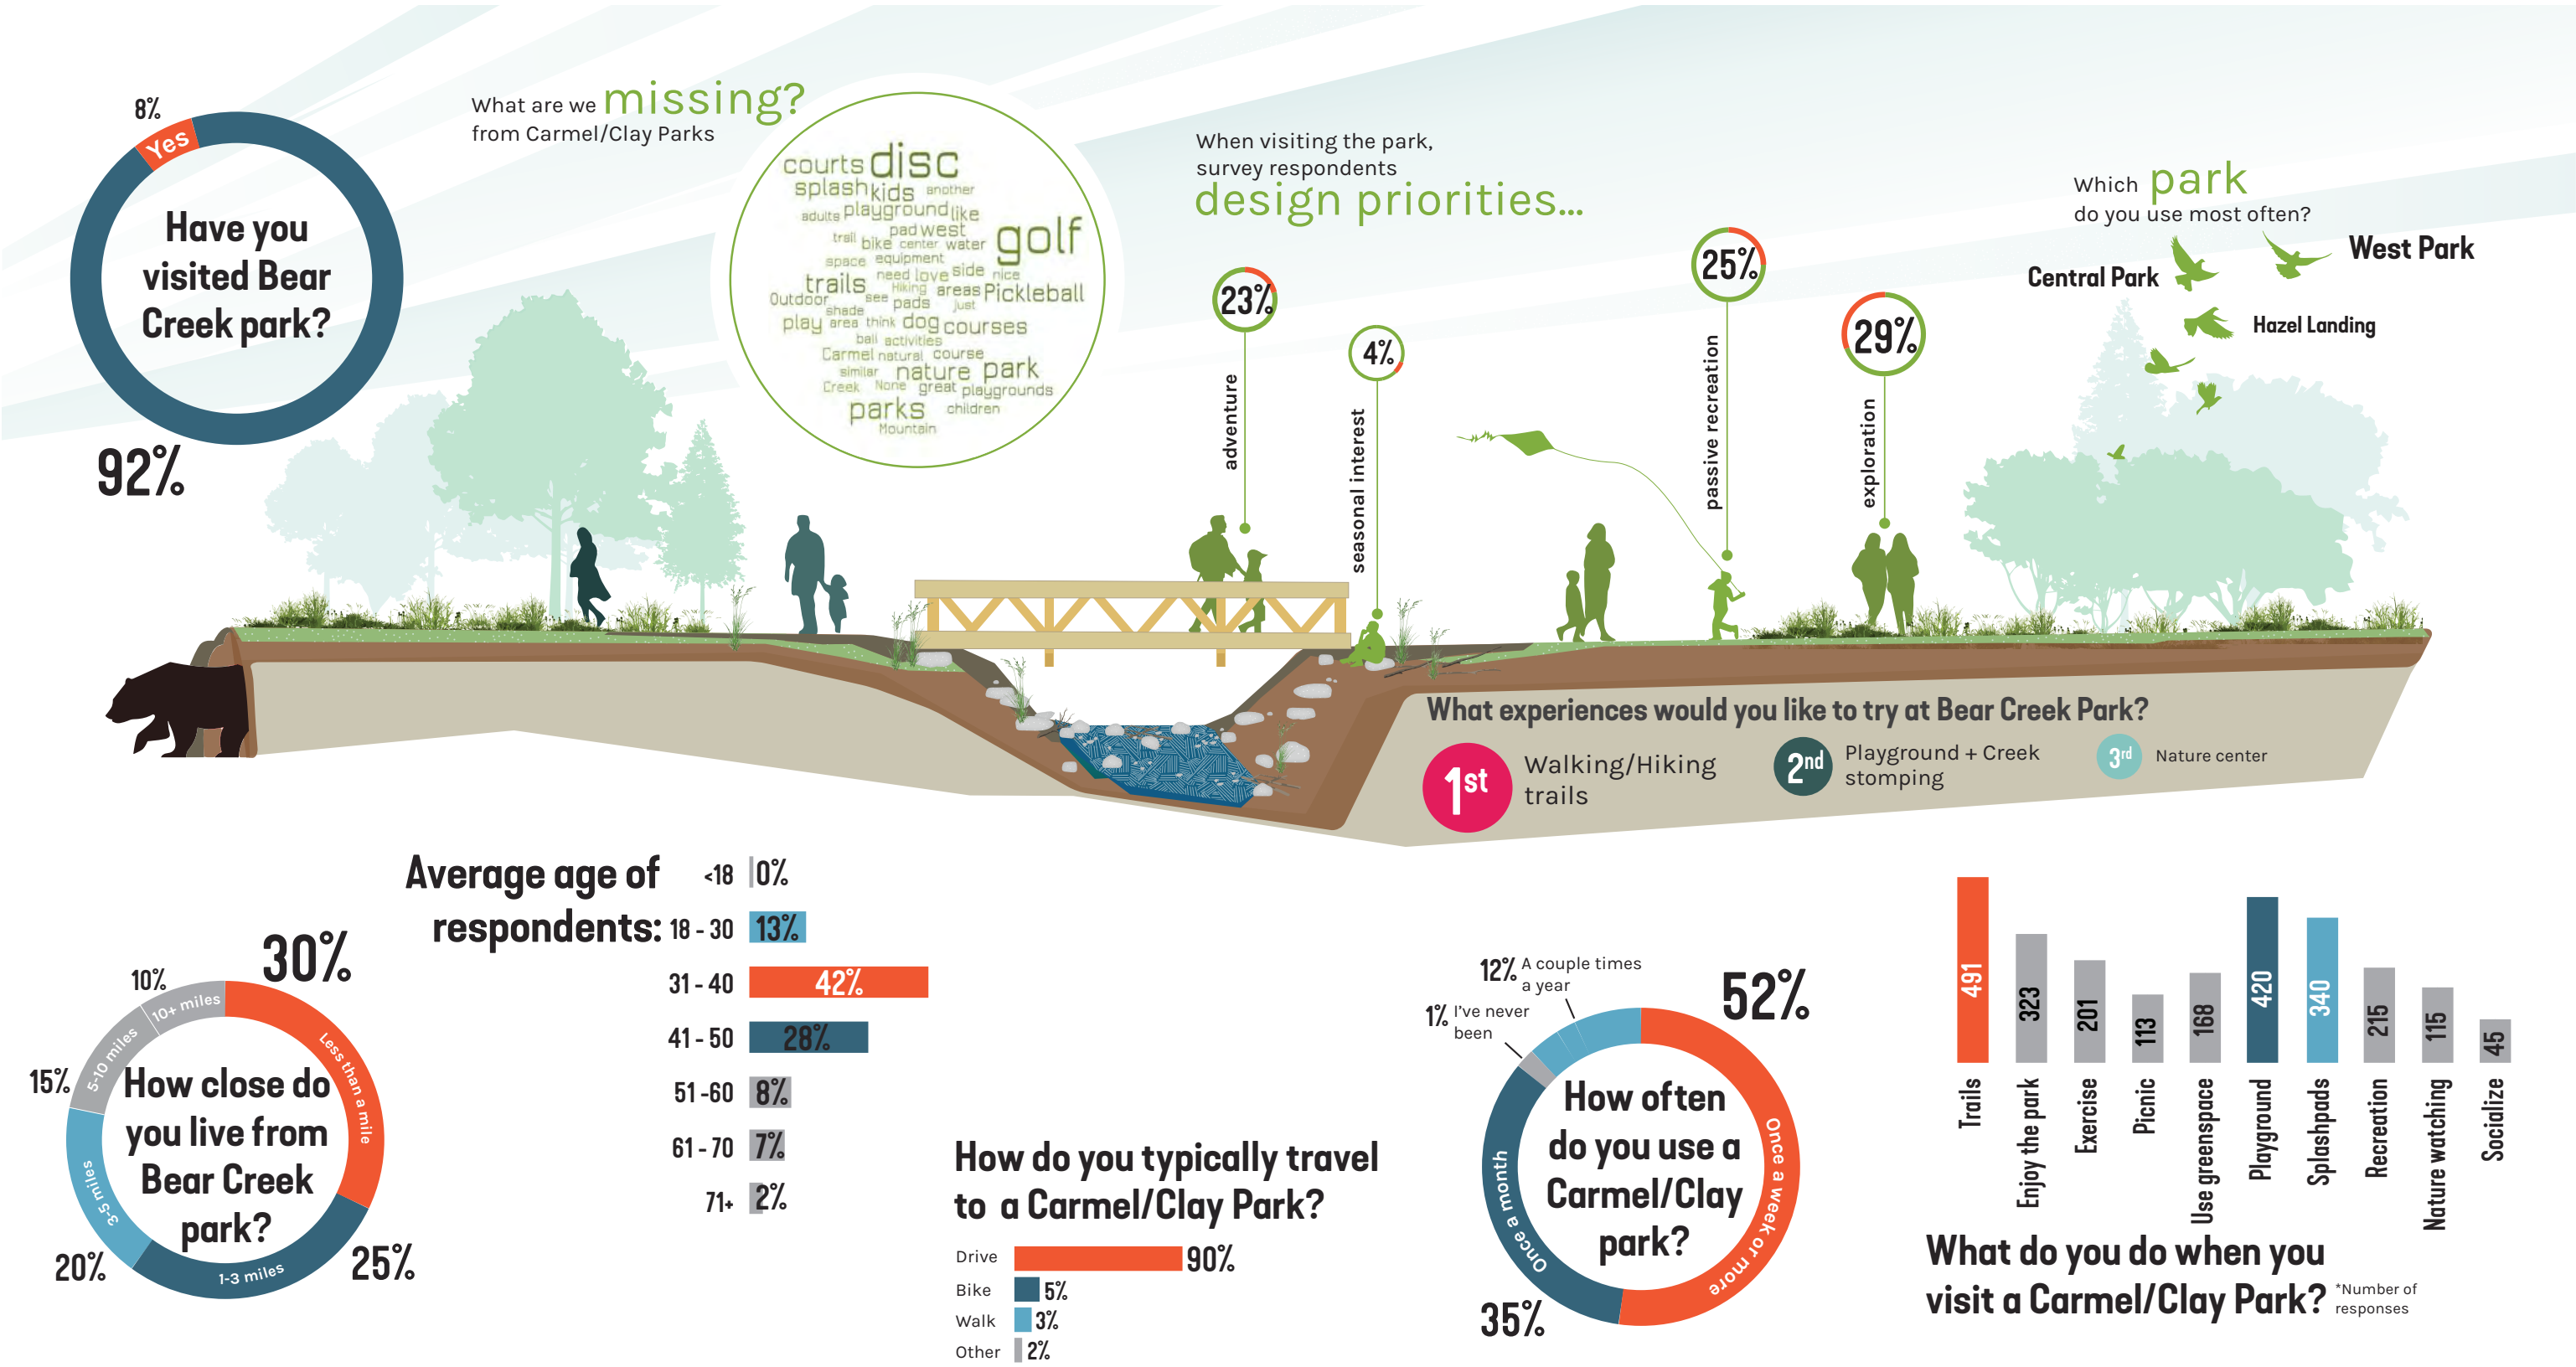 8%
Yes
Have you
visited Bear
Creek park?
92%
What are we missing?
from Carmel/Clay Parks
courts disc
splash kids another
adults playground like
pad west
trail bike center water golf
space equipment
need love side nice
trails Hiking areas Pickleball
Outdoor see pads just
shade
play area think dog courses
ball activities
Carmel natural course
similar nature park
Creek None great playgrounds
parks children
Mountain
When visiting the park,
survey respondents
design priorities...
23%
adventure
4%
seasonal interest
25%
passive recreation
29%
exploration
Which park
do you use most often?
West Park
Central Park
Hazel Landing
What experiences would you like to try at Bear Creek Park?
1st
Walking/Hiking
trails
2nd
Playground + Creek
stomping
3rd
Nature center
30%
10%
10+ miles
Less than a mile
15%
5-10 miles
How close do
you live from
Bear Creek
park?
3-5 miles
20%
1-3 miles
25%
Average age of
respondents:
<18 0%
18 - 30 13%
31 - 40 42%
41 - 50 28%
51 -60 8%
61 - 70 7%
71+ 2%
How do you typically travel
to a Carmel/Clay Park?
Drive 90%
Bike 5%
Walk 3%
Other 2%
12% A couple times
a year
1% I've never
been
52%
How often
do you use a
Carmel/Clay
park?
Once a week or more
Once a month
35%
491
323
201
113
168
420
340
215
115
45
Trails
Enjoy the park
Exercise
Picnic
Use greenspace
Playground
Splashpads
Recreation
Nature watching
Socialize
What do you do when you
visit a Carmel/Clay Park?
*Number of
responses